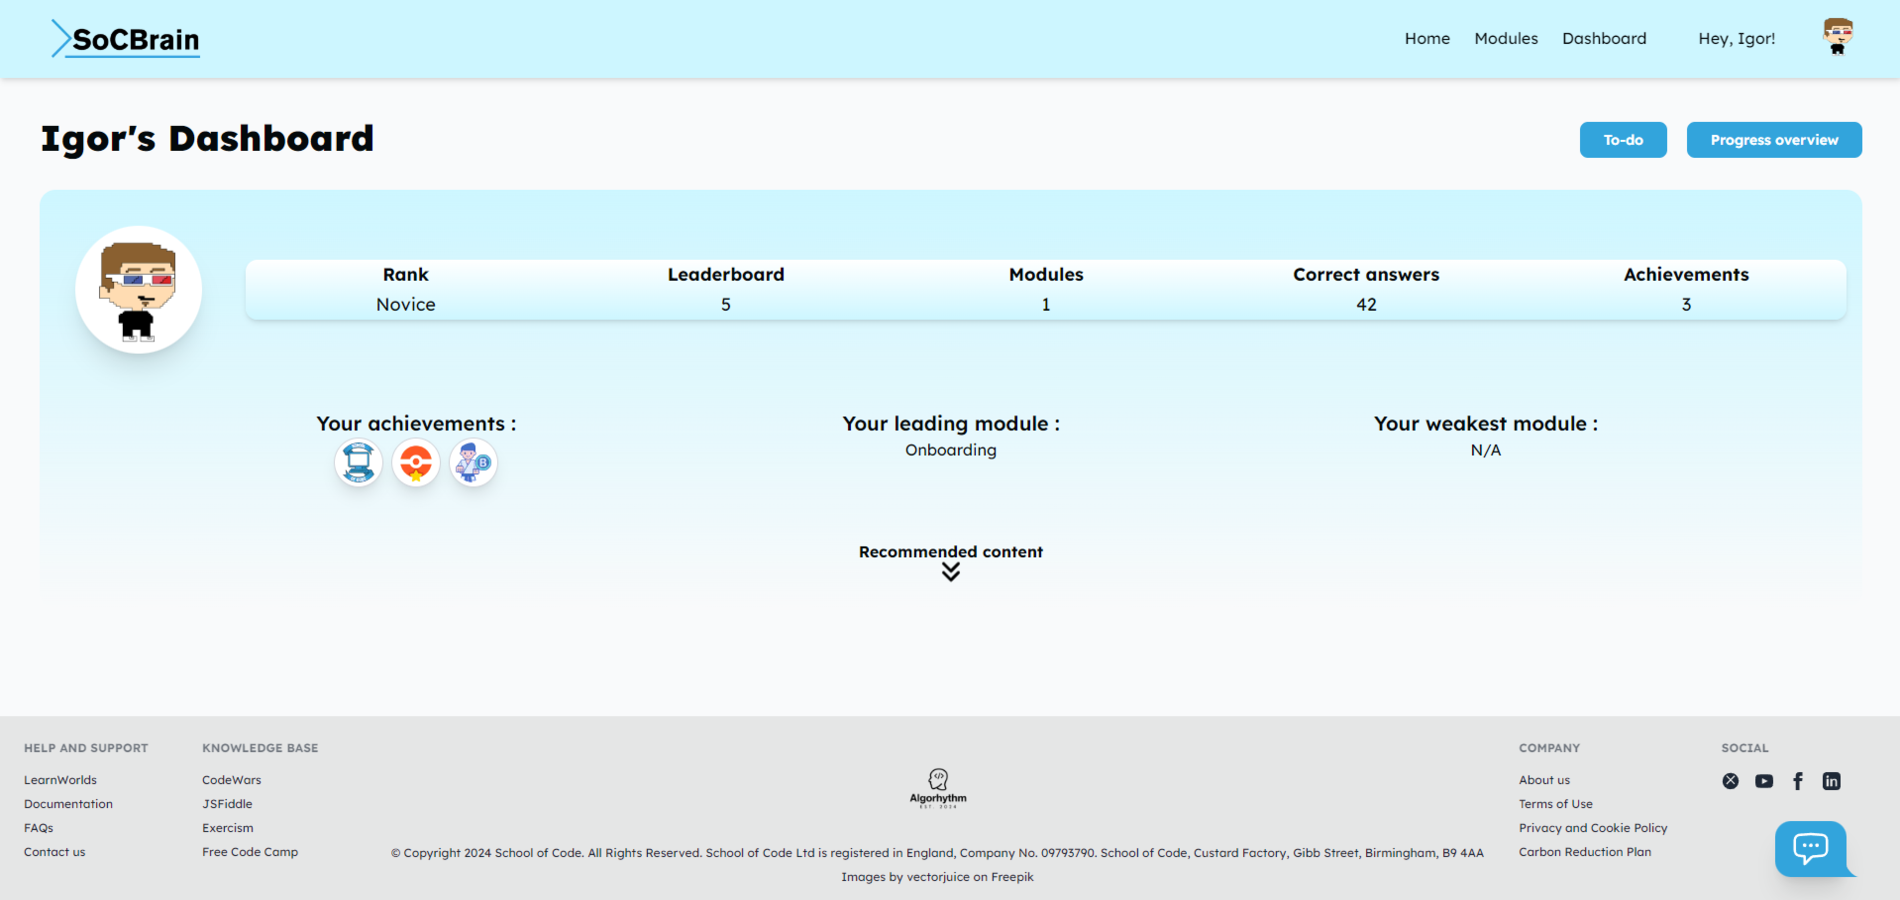 SoCBrain
Home Modules Dashboard Hey, Igor!
Igor's Dashboard
To-do Progress overview
Rank Leaderboard Modules Correct answers Achievements
Novice 5 1 42 3
Your achievements : Your leading module : Your weakest module :
Onboarding N/A
B
Recommended content
HELP AND SUPPORT KNOWLEDGE BASE COMPANY SOCIAL
LearnWorlds CodeWars About us
Documentation JSFiddle Terms of Use
FAQs Exercism Privacy and Cookie Policy
Contact us Free Code Camp Carbon Reduction Plan
Algorhythm
EST. 2024
© Copyright 2024 School of Code. All Rights Reserved. School of Code Ltd is registered in England, Company No. 09793790. School of Code, Custard Factory, Gibb Street, Birmingham, B9 4AA
Images by vectorjuice on Freepik